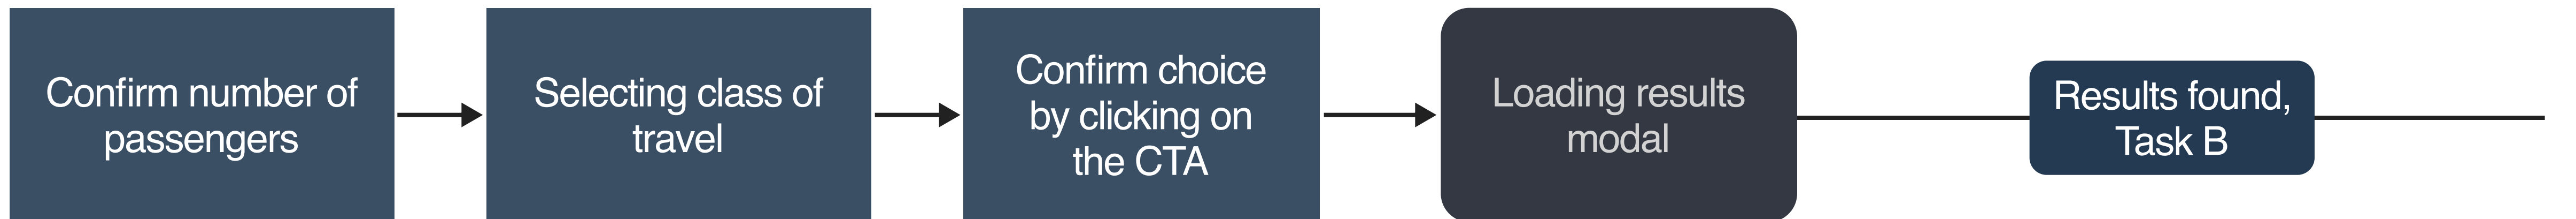 Confirm number of
passengers
Selecting class of
travel
Confirm choice
by clicking on
the CTA
Loading results
modal
Results found,
Task B